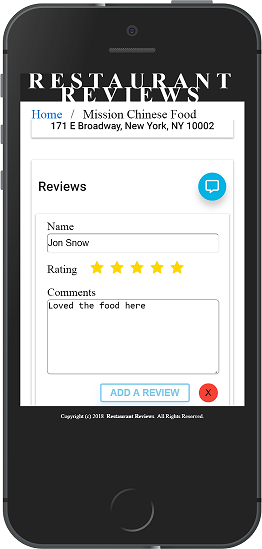 RESTAURANT
REVIEWS
Home / Mission Chinese Food
171 E Broadway, New York, NY 10002
Reviews
Name
Jon Snow
Rating
Comments
Loved the food here
ADD A REVIEW X
Copyright (c) 2018 Restaurant Reviews All Rights Reserved.